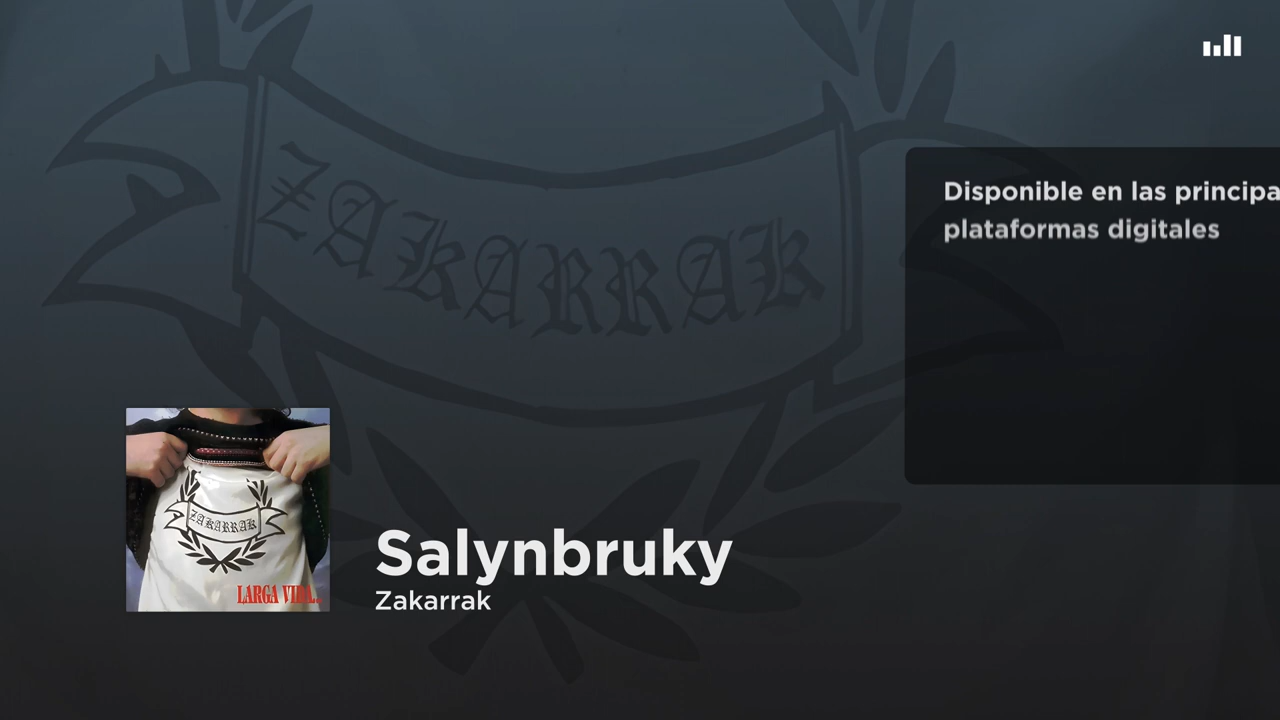 ZAKARRAK
Disponible en las principa
plataformas digitales
ZAKARRAK
LARGA VIDA...
Salynbruky
Zakarrak